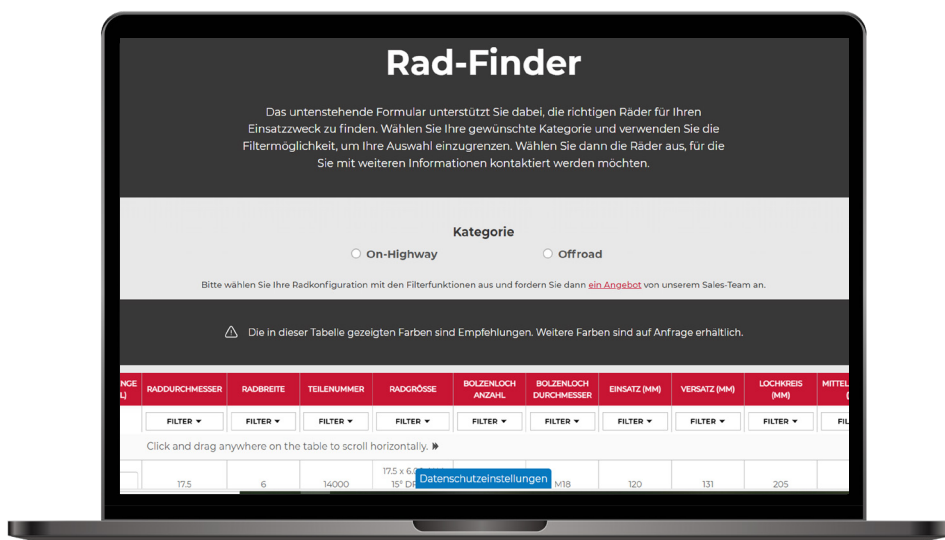 Rad-Finder
Das untenstehende Formular unterstützt Sie dabei, die richtigen Räder für Ihren
Einsatzzweck zu finden. Wählen Sie Ihre gewünschte Kategorie und verwenden Sie die
Filtermöglichkeit, um Ihre Auswahl einzugrenzen. Wählen Sie dann die Räder aus, für die
Sie mit weiteren Informationen kontaktiert werden möchten.
Kategorie
On-Highway Offroad
Bitte wählen Sie Ihre Radkonfiguration mit den Filterfunktionen aus und fordern Sie dann ein Angebot von unserem Sales-Team an.
Die in dieser Tabelle gezeigten Farben sind Empfehlungen. Weitere Farben sind auf Anfrage erhältlich.
RADDURCHMESSER RADBREITE TEILENUMMER RADGRÖSSE BOLZENLOCH ANZAHL BOLZENLOCH DURCHMESSER EINSATZ (MM) VERSATZ (MM) LOCHKREIS (MM)
FILTER FILTER FILTER FILTER FILTER FILTER FILTER FILTER FILTER
Click and drag anywhere on the table to scroll horizontally.
17.5 6 14000 17.5 x 15° M18 120 131 205
Datenschutzeinstellungen